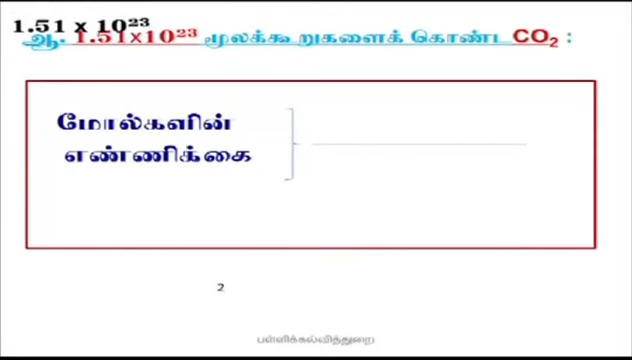 1.51 x 10²³
ஆ. 1.51x10²³ மூலக்கூறுகளைக் கொண்ட CO₂ :
மோல்களின்
எண்ணிக்கை
2
பள்ளிக்கல்வித்துறை